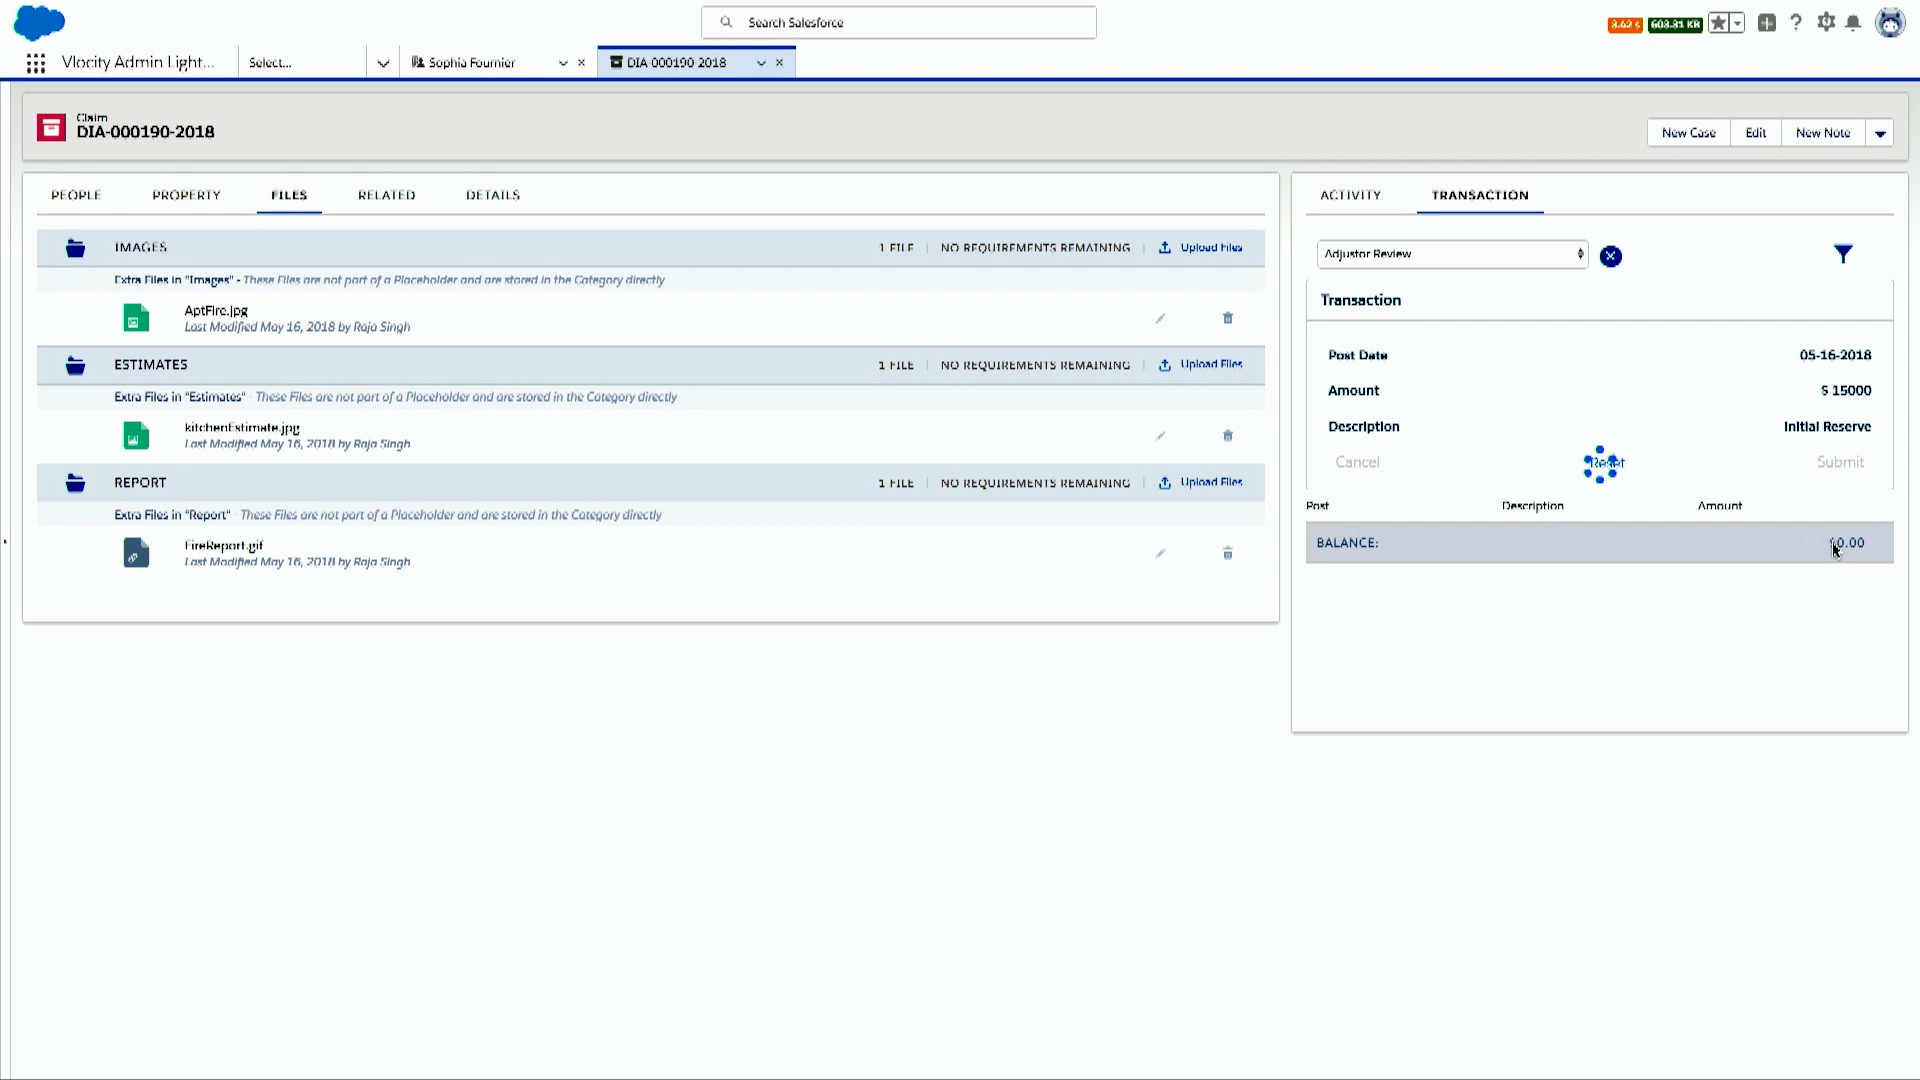 Search Salesforce
3.62 s 603.31 KB
Vlocity Admin Light...
Select...
Sophia Fournier
DIA-000190-2018
Claim
DIA-000190-2018
New Case
Edit
New Note
PEOPLE
PROPERTY
FILES
RELATED
DETAILS
IMAGES
1 FILE | NO REQUIREMENTS REMAINING | Upload Files
Extra Files in "Images" - These Files are not part of a Placeholder and are stored in the Category directly
AptFire.jpg
Last Modified May 16, 2018 by Raja Singh
ESTIMATES
1 FILE | NO REQUIREMENTS REMAINING | Upload Files
Extra Files in "Estimates" - These Files are not part of a Placeholder and are stored in the Category directly
kitchenEstimate.jpg
Last Modified May 16, 2018 by Raja Singh
REPORT
1 FILE | NO REQUIREMENTS REMAINING | Upload Files
Extra Files in "Report" - These Files are not part of a Placeholder and are stored in the Category directly
FireReport.gif
Last Modified May 16, 2018 by Raja Singh
ACTIVITY
TRANSACTION
Adjustor Review
Transaction
Post Date 05-16-2018
Amount $ 15000
Description Initial Reserve
Cancel Reset Submit
Post Description Amount
BALANCE: $0.00